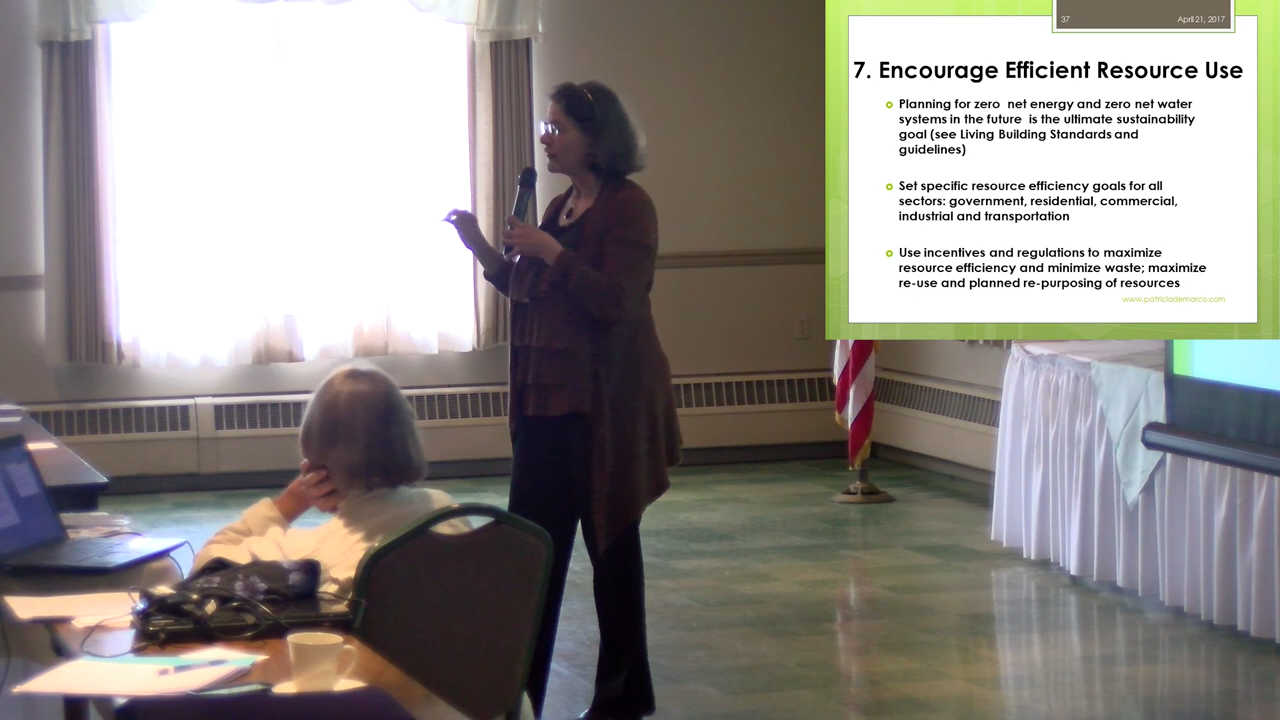 37
April 21, 2017
7. Encourage Efficient Resource Use
Planning for zero  net energy and zero net water
systems in the future  is the ultimate sustainability
goal (see Living Building Standards and
guidelines)
Set specific resource efficiency goals for all
sectors: government, residential, commercial,
industrial and transportation
Use incentives and regulations to maximize
resource efficiency and minimize waste; maximize
re-use and planned re-purposing of resources
www.patriciademarco.com